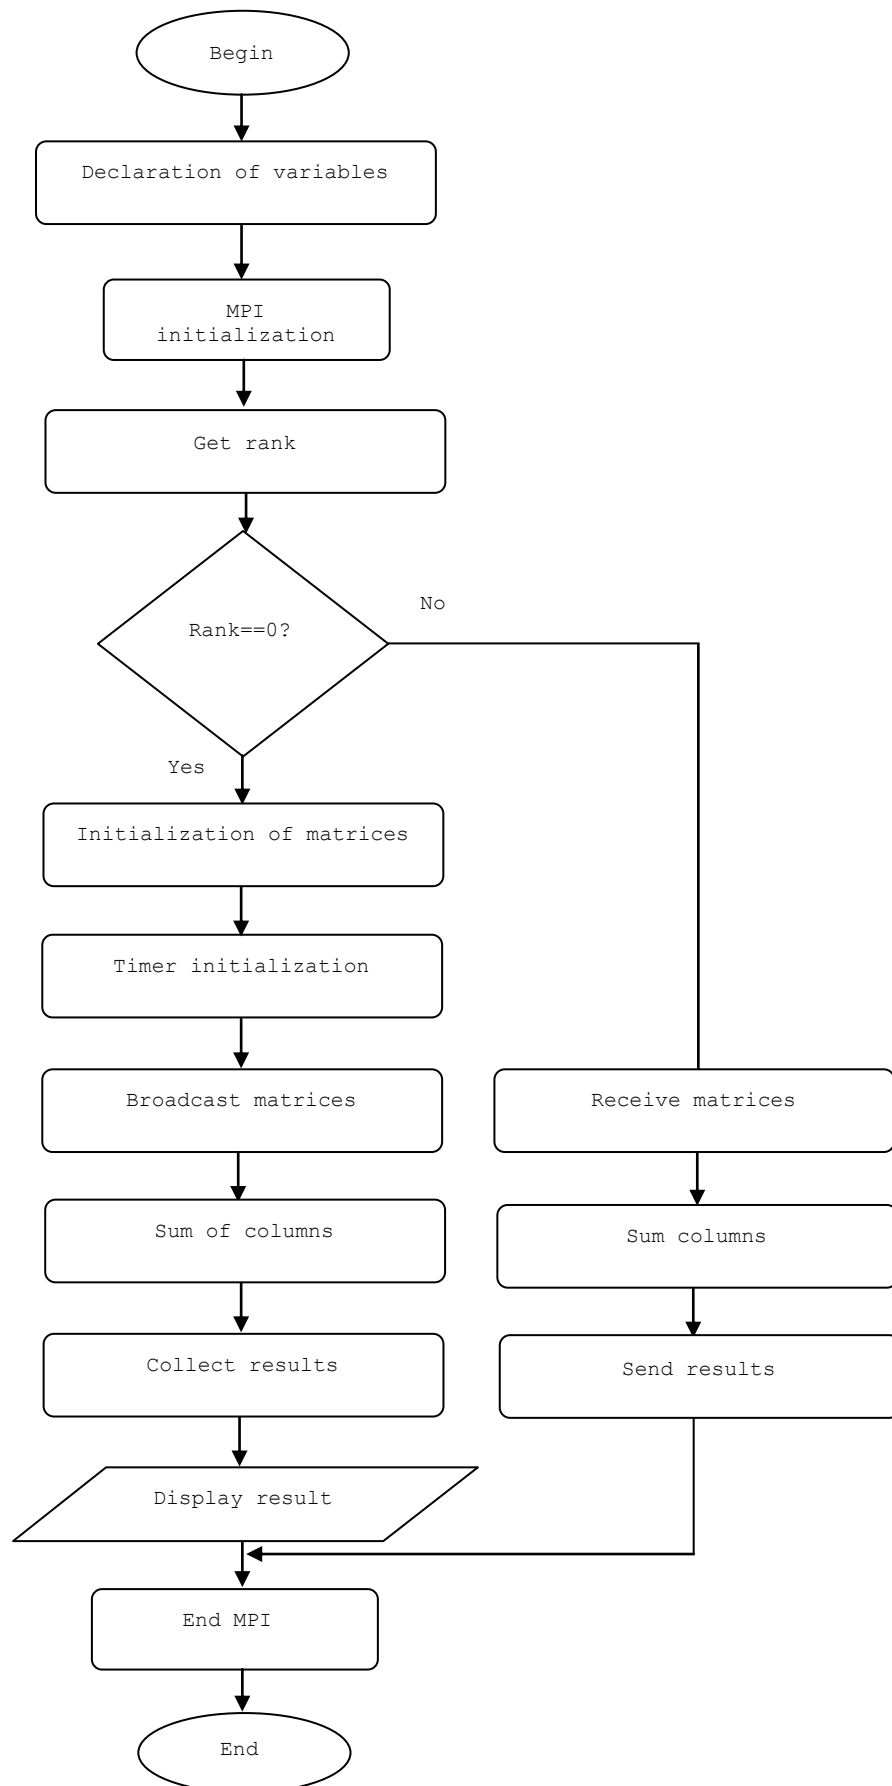 Begin
Declaration of variables
MPI
initialization
Get rank
Rank==0?
No
Yes
Initialization of matrices
Timer initialization
Broadcast matrices
Receive matrices
Sum of columns
Sum columns
Collect results
Send results
Display result
End MPI
End